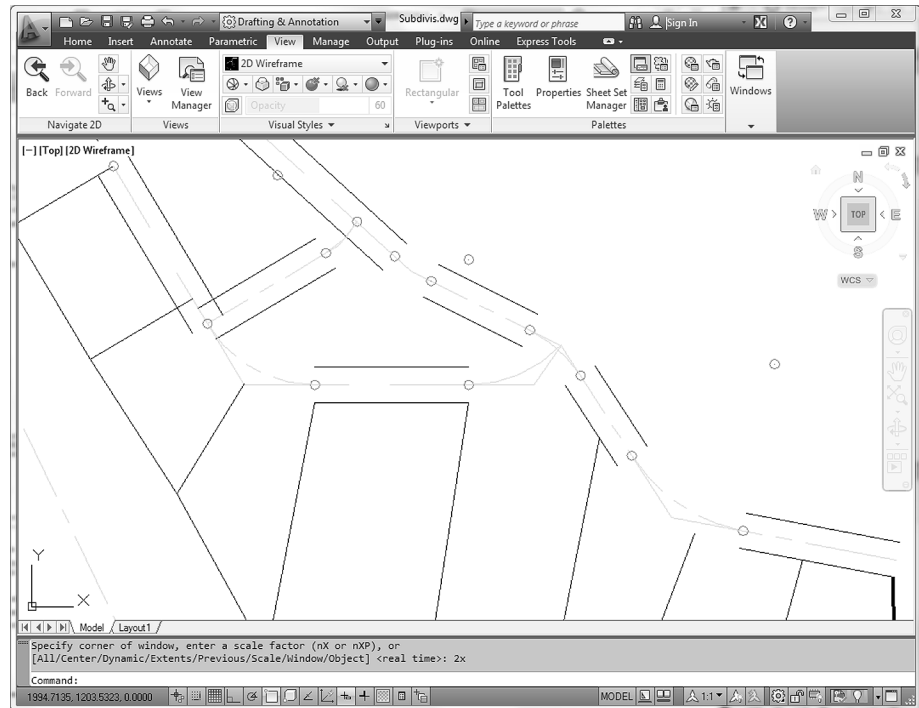 Drafting & Annotation
Subdivis.dwg
Type a keyword or phrase
Sign In
Home Insert Annotate Parametric View Manage Output Plug-ins Online Express Tools
2D Wireframe
Back Forward
Views
View Manager
Opacity 60
Rectangular
Tool Palettes
Properties
Sheet Set Manager
Windows
Navigate 2D
Views
Visual Styles
Viewports
Palettes
[−] [Top] [2D Wireframe]
N
W TOP E
S
WCS
Y
X
Model Layout1
Specify corner of window, enter a scale factor (nX or nXP), or
[All/Center/Dynamic/Extents/Previous/Scale/Window/Object] <real time>: 2x
Command:
1994.7135, 1203.5323, 0.0000
MODEL
1:1